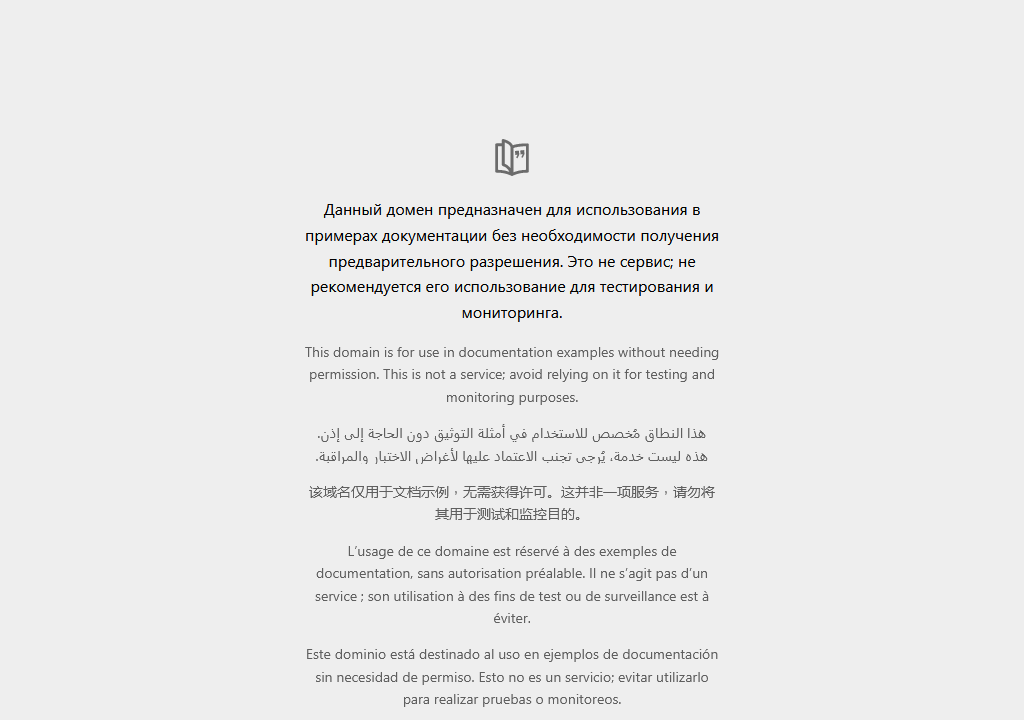 Данный домен предназначен для использования в
примерах документации без необходимости получения
предварительного разрешения. Это не сервис; не
рекомендуется его использование для тестирования и
мониторинга.
This domain is for use in documentation examples without needing
permission. This is not a service; avoid relying on it for testing and
monitoring purposes.
هذا النطاق مُخصص للاستخدام في أمثلة التوثيق دون الحاجة إلى إذن.
هذه ليست خدمة، يُرجى تجنب الاعتماد عليها لأغراض الاختبار والمراقبة.
该域名仅用于文档示例，无需获得许可。这并非一项服务，请勿将
其用于测试和监控目的。
L’usage de ce domaine est réservé à des exemples de
documentation, sans autorisation préalable. Il ne s’agit pas d’un
service ; son utilisation à des fins de test ou de surveillance est à
éviter.
Este dominio está destinado al uso en ejemplos de documentación
sin necesidad de permiso. Esto no es un servicio; evitar utilizarlo
para realizar pruebas o monitoreos.